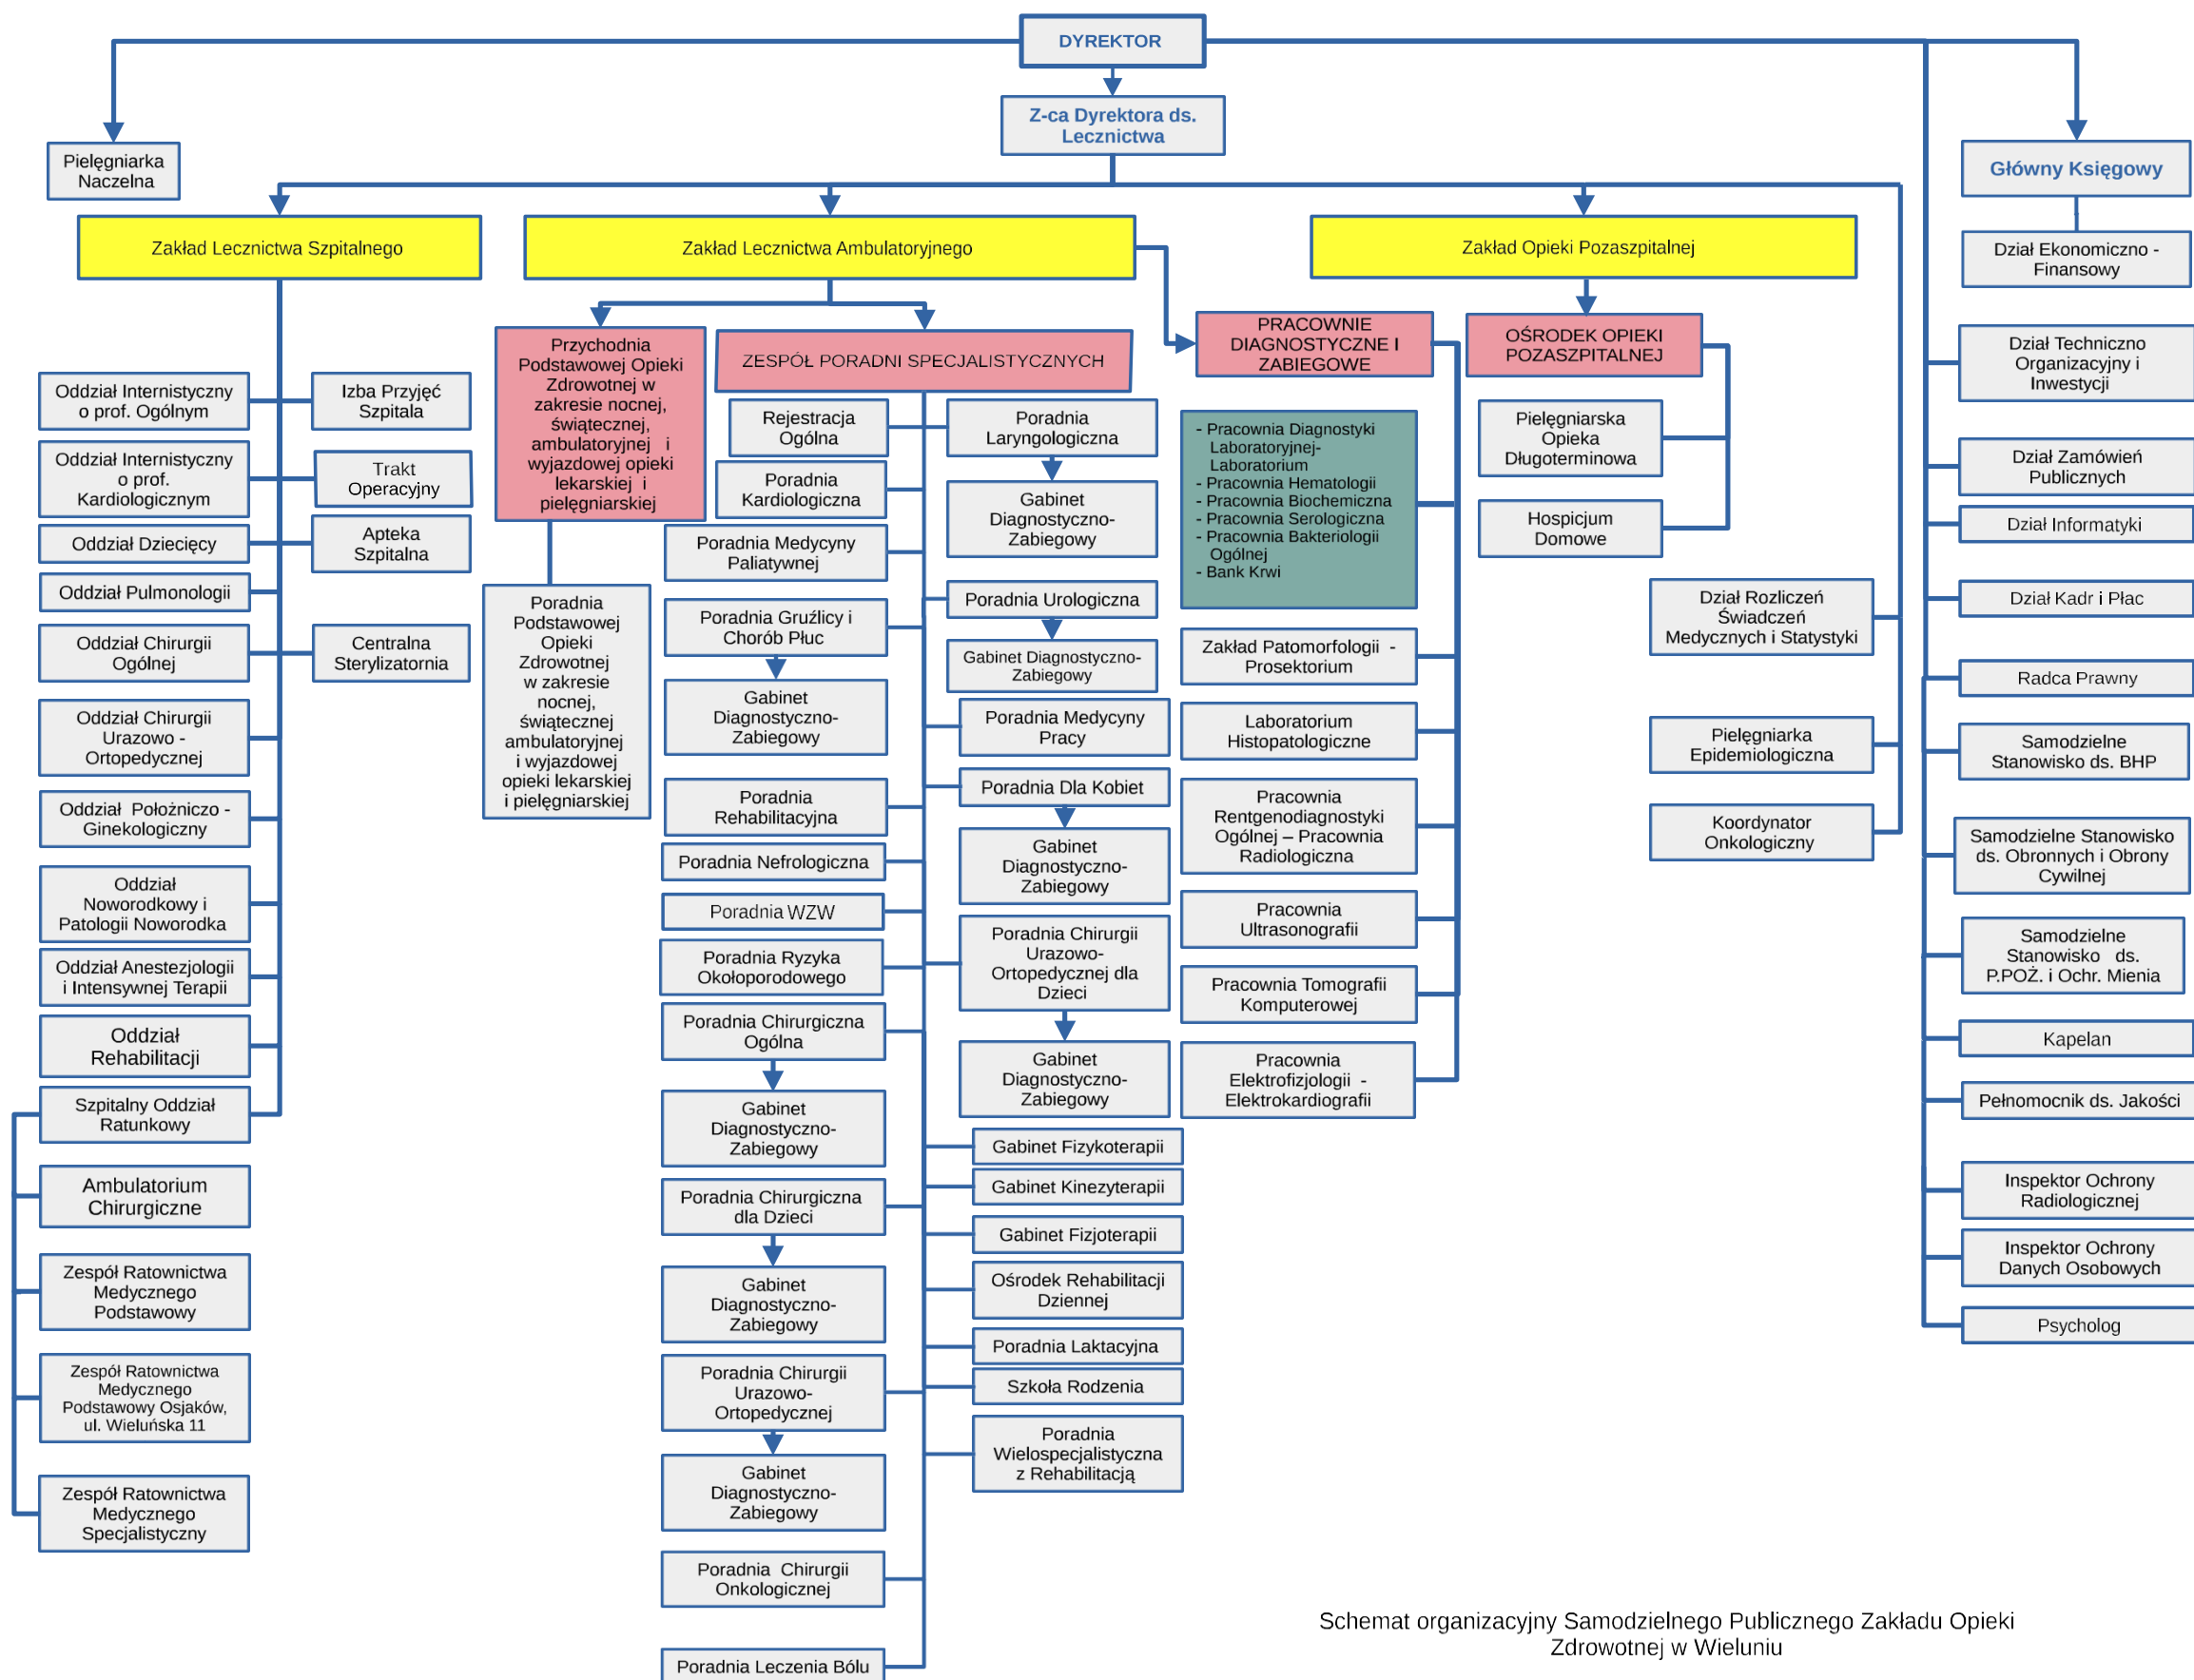 DYREKTOR
Z-ca Dyrektora ds.
Lecznictwa
Pielęgniarka
Naczelna
Główny Księgowy
Zakład Lecznictwa Szpitalnego
Zakład Lecznictwa Ambulatoryjnego
Zakład Opieki Pozaszpitalnej
Dział Ekonomiczno -
Finansowy
Oddział Internistyczny
o prof. Ogólnym
Oddział Internistyczny
o prof.
Kardiologicznym
Oddział Dziecięcy
Oddział Pulmonologii
Oddział Chirurgii
Ogólnej
Oddział Chirurgii
Urazowo -
Ortopedycznej
Oddział  Położniczo -
Ginekologiczny
Oddział
Noworodkowy i
Patologii Noworodka
Oddział Anestezjologii
i Intensywnej Terapii
Oddział
Rehabilitacji
Szpitalny Oddział
Ratunkowy
Ambulatorium
Chirurgiczne
Zespół Ratownictwa
Medycznego
Podstawowy
Zespół Ratownictwa
Medycznego
Podstawowy Osjaków,
ul. Wieluńska 11
Zespół Ratownictwa
Medycznego
Specjalistyczny
Izba Przyjęć
Szpitala
Trakt
Operacyjny
Apteka
Szpitalna
Centralna
Sterylizatornia
Przychodnia
Podstawowej Opieki
Zdrowotnej w
zakresie nocnej,
świątecznej,
ambulatoryjnej   i
wyjazdowej opieki
lekarskiej  i
pielęgniarskiej
Poradnia
Podstawowej
Opieki
Zdrowotnej
w zakresie
nocnej,
świątecznej
ambulatoryjnej
i wyjazdowej
opieki lekarskiej
i pielęgniarskiej
ZESPÓŁ PORADNI SPECJALISTYCZNYCH
Rejestracja
Ogólna
Poradnia
Kardiologiczna
Poradnia Medycyny
Paliatywnej
Poradnia Gruźlicy i
Chorób Płuc
Gabinet
Diagnostyczno-
Zabiegowy
Poradnia
Rehabilitacyjna
Poradnia Nefrologiczna
Poradnia WZW
Poradnia Ryzyka
Okołoporodowego
Poradnia Chirurgiczna
Ogólna
Gabinet
Diagnostyczno-
Zabiegowy
Poradnia Chirurgiczna
dla Dzieci
Gabinet
Diagnostyczno-
Zabiegowy
Poradnia Chirurgii
Urazowo-
Ortopedycznej
Gabinet
Diagnostyczno-
Zabiegowy
Poradnia  Chirurgii
Onkologicznej
Poradnia Leczenia Bólu
Poradnia
Laryngologiczna
Gabinet
Diagnostyczno-
Zabiegowy
Poradnia Urologiczna
Gabinet Diagnostyczno-
Zabiegowy
Poradnia Medycyny
Pracy
Poradnia Dla Kobiet
Gabinet
Diagnostyczno-
Zabiegowy
Poradnia Chirurgii
Urazowo-
Ortopedycznej dla
Dzieci
Gabinet
Diagnostyczno-
Zabiegowy
Gabinet Fizykoterapii
Gabinet Kinezyterapii
Gabinet Fizjoterapii
Ośrodek Rehabilitacji
Dziennej
Poradnia Laktacyjna
Szkoła Rodzenia
Poradnia
Wielospecjalistyczna
z Rehabilitacją
PRACOWNIE
DIAGNOSTYCZNE I
ZABIEGOWE
- Pracownia Diagnostyki
Laboratoryjnej-
Laboratorium
- Pracownia Hematologii
- Pracownia Biochemiczna
- Pracownia Serologiczna
- Pracownia Bakteriologii
Ogólnej
- Bank Krwi
Zakład Patomorfologii  -
Prosektorium
Laboratorium
Histopatologiczne
Pracownia
Rentgenodiagnostyki
Ogólnej – Pracownia
Radiologiczna
Pracownia
Ultrasonografii
Pracownia Tomografii
Komputerowej
Pracownia
Elektrofizjologii  -
Elektrokardiografii
OŚRODEK OPIEKI
POZASZPITALNEJ
Pielęgniarska
Opieka
Długoterminowa
Hospicjum
Domowe
Dział Rozliczeń
Świadczeń
Medycznych i Statystyki
Pielęgniarka
Epidemiologiczna
Koordynator
Onkologiczny
Dział Techniczno
Organizacyjny i
Inwestycji
Dział Zamówień
Publicznych
Dział Informatyki
Dział Kadr i Płac
Radca Prawny
Samodzielne
Stanowisko ds. BHP
Samodzielne Stanowisko
ds. Obronnych i Obrony
Cywilnej
Samodzielne
Stanowisko   ds.
P.POŻ. i Ochr. Mienia
Kapelan
Pełnomocnik ds. Jakości
Inspektor Ochrony
Radiologicznej
Inspektor Ochrony
Danych Osobowych
Psycholog
Schemat organizacyjny Samodzielnego Publicznego Zakładu Opieki
Zdrowotnej w Wieluniu